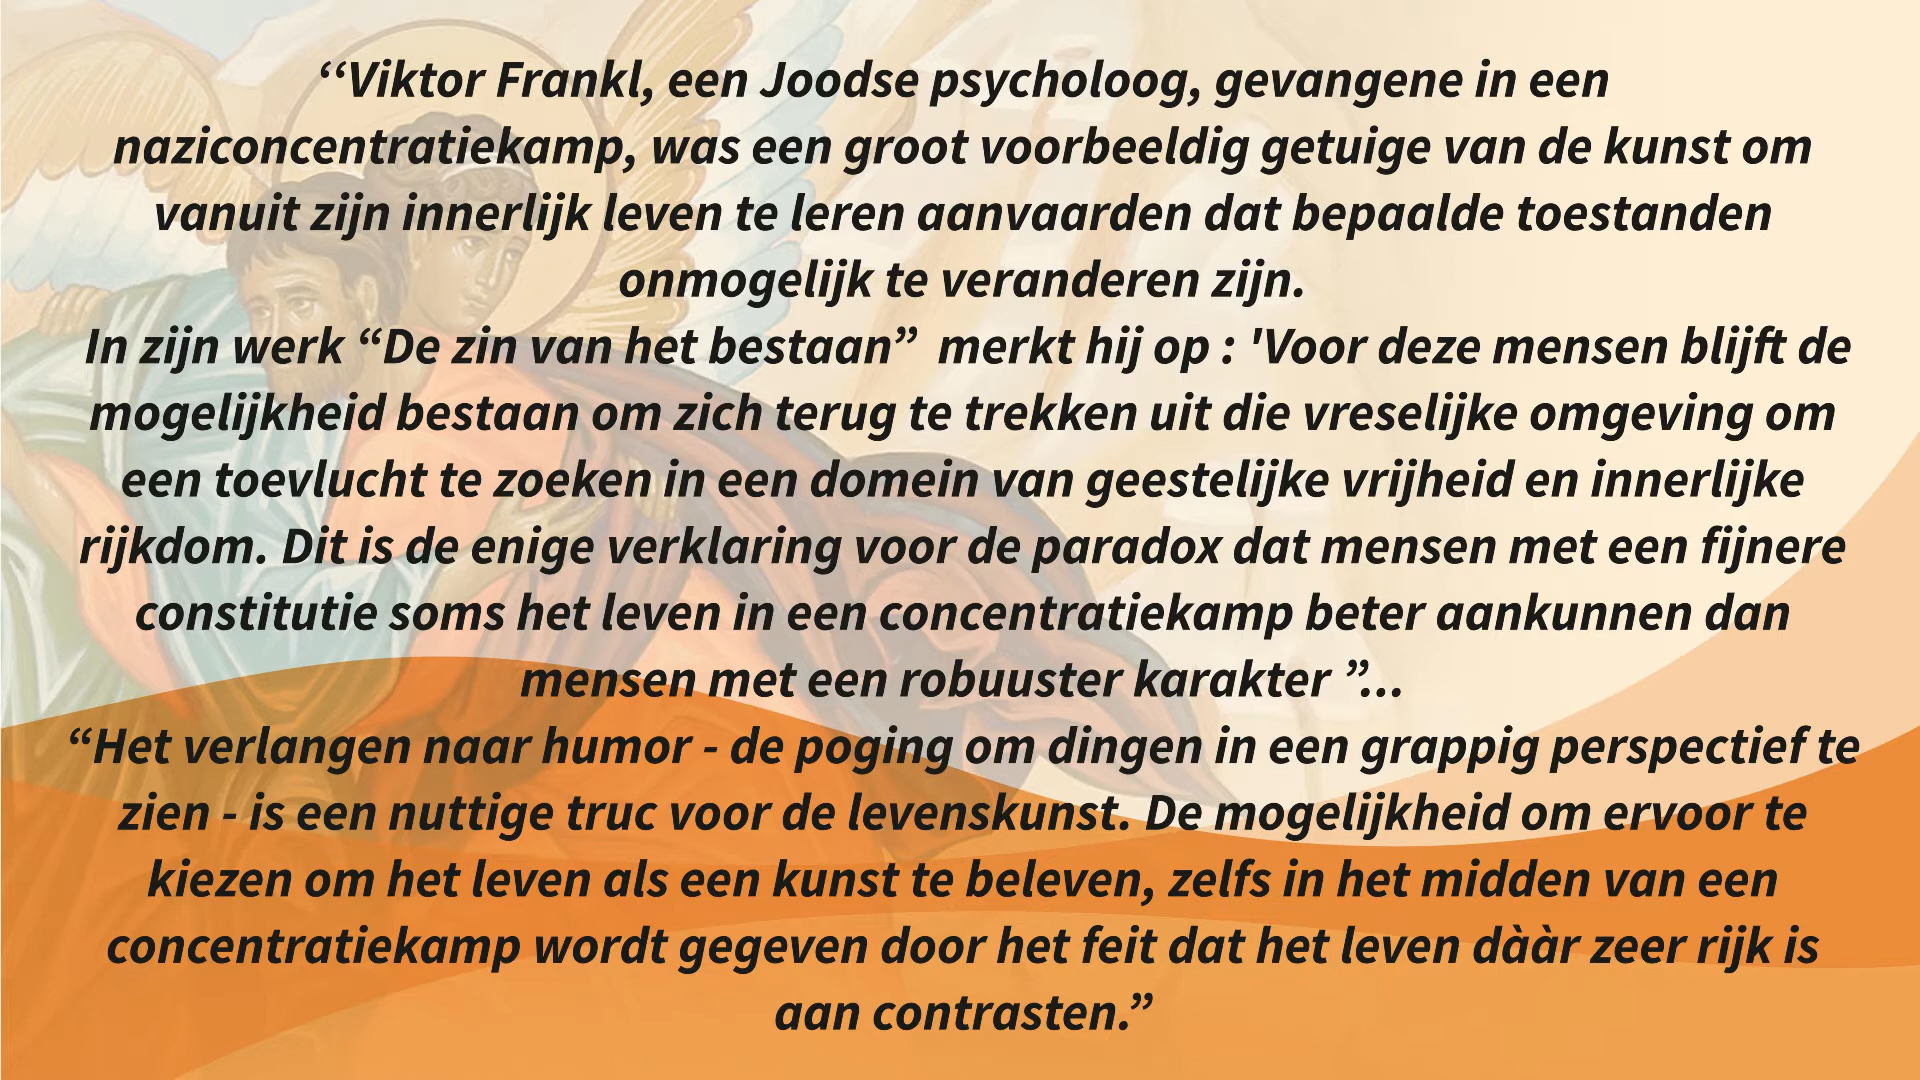 ‘‘Viktor Frankl, een Joodse psycholoog, gevangene in een
naziconcentratiekamp, was een groot voorbeeldig getuige van de kunst om
vanuit zijn innerlijk leven te leren aanvaarden dat bepaalde toestanden
onmogelijk te veranderen zijn.
In zijn werk “De zin van het bestaan”  merkt hij op : 'Voor deze mensen blijft de
mogelijkheid bestaan om zich terug te trekken uit die vreselijke omgeving om
een toevlucht te zoeken in een domein van geestelijke vrijheid en innerlijke
rijkdom. Dit is de enige verklaring voor de paradox dat mensen met een fijnere
constitutie soms het leven in een concentratiekamp beter aankunnen dan
mensen met een robuuster karakter ”...
“Het verlangen naar humor - de poging om dingen in een grappig perspectief te
zien - is een nuttige truc voor de levenskunst. De mogelijkheid om ervoor te
kiezen om het leven als een kunst te beleven, zelfs in het midden van een
concentratiekamp wordt gegeven door het feit dat het leven dààr zeer rijk is
aan contrasten.”